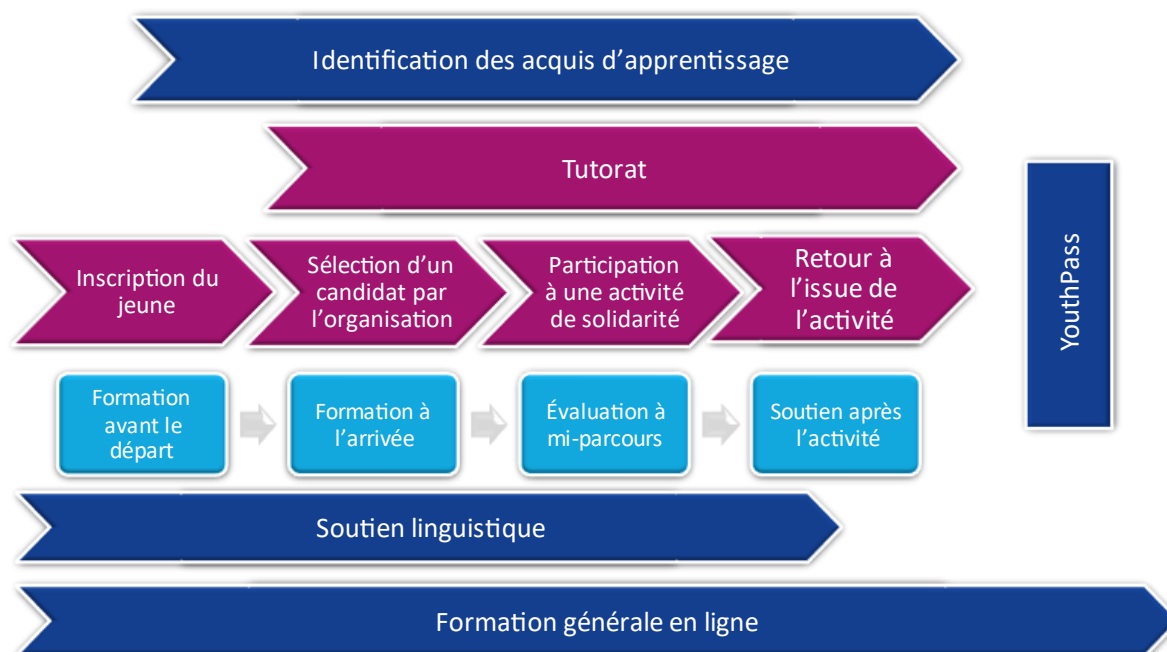 Identification des acquis d’apprentissage
Tutorat
Inscription du
jeune
Sélection d’un
candidat par
l’organisation
Participation
à une activité
de solidarité
Retour à
l’issue de
l’activité
YouthPass
Formation
avant le
départ
Formation à
l’arrivée
Évaluation à
mi-parcours
Soutien après
l’activité
Soutien linguistique
Formation générale en ligne